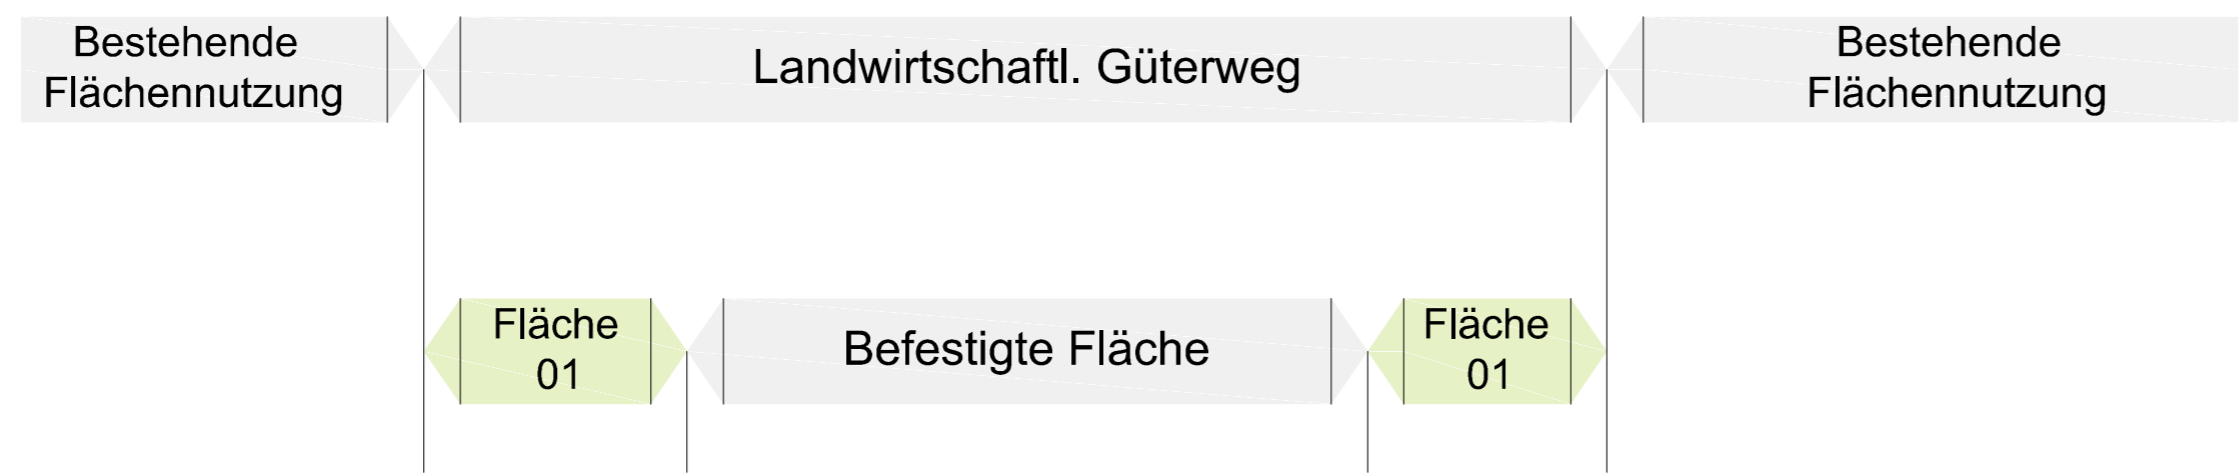 Bestehende
Flächennutzung
Landwirtschaftl. Güterweg
Bestehende
Flächennutzung
Fläche
01
Befestigte Fläche
Fläche
01